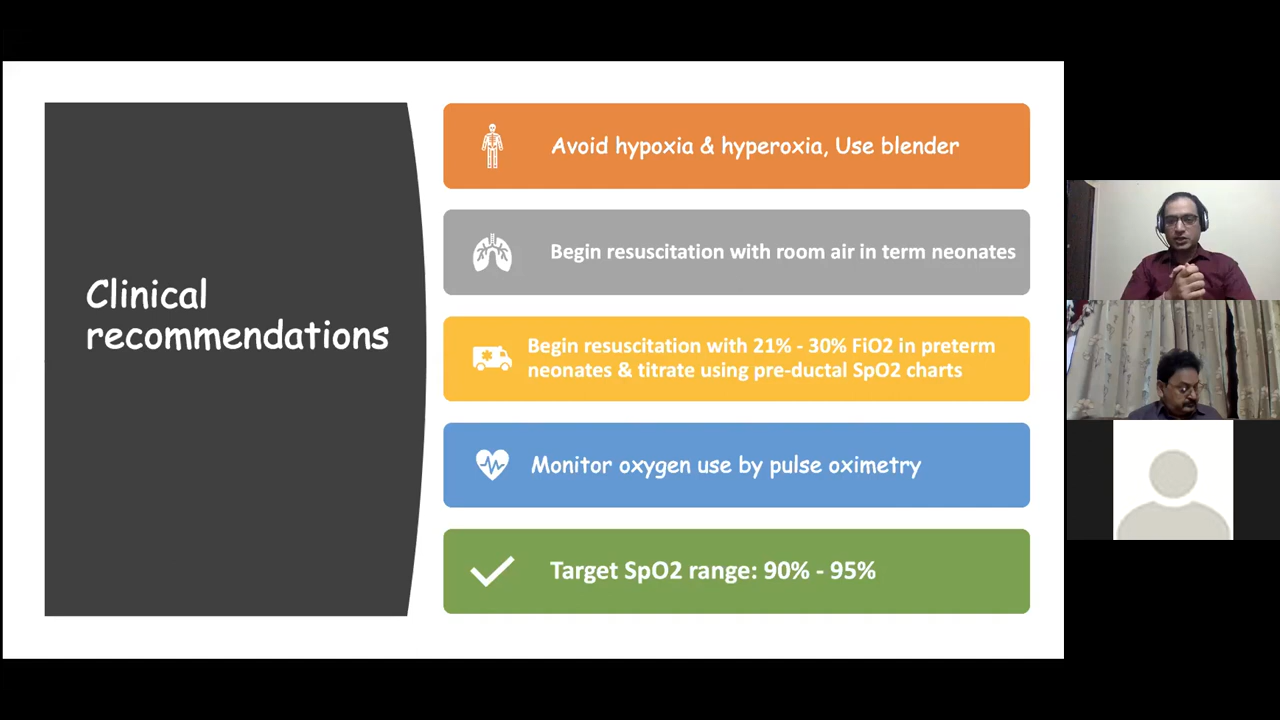 Clinical
recommendations
Avoid hypoxia & hyperoxia, Use blender
Begin resuscitation with room air in term neonates
Begin resuscitation with 21% - 30% FiO2 in preterm
neonates & titrate using pre-ductal SpO2 charts
Monitor oxygen use by pulse oximetry
Target SpO2 range: 90% - 95%